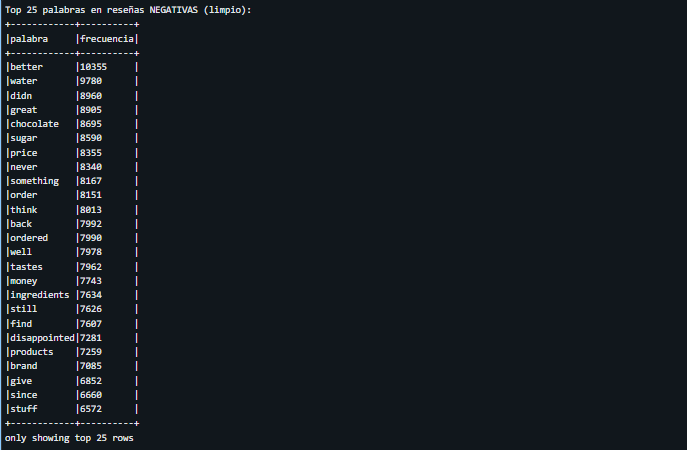 Top 25 palabras en reseñas NEGATIVAS (limpio):
+------------+----------+
|palabra     |frecuencia|
+------------+----------+
|better      |10355     |
|water       |9780      |
|didn        |8960      |
|great       |8905      |
|chocolate   |8695      |
|sugar       |8590      |
|price       |8355      |
|never       |8340      |
|something   |8167      |
|order       |8151      |
|think       |8013      |
|back        |7992      |
|ordered     |7990      |
|well        |7978      |
|tastes      |7962      |
|money       |7743      |
|ingredients |7634      |
|still       |7626      |
|find        |7607      |
|disappointed|7281      |
|products    |7259      |
|brand       |7085      |
|give        |6852      |
|since       |6660      |
|stuff       |6572      |
+------------+----------+
only showing top 25 rows